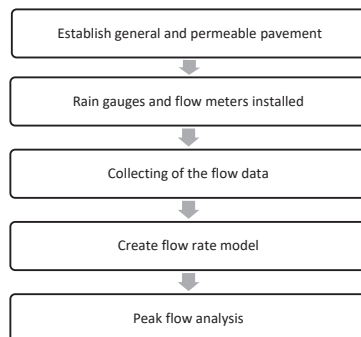 Establish general and permeable pavement
Rain gauges and flow meters installed
Collecting of the flow data
Create flow rate model
Peak flow analysis